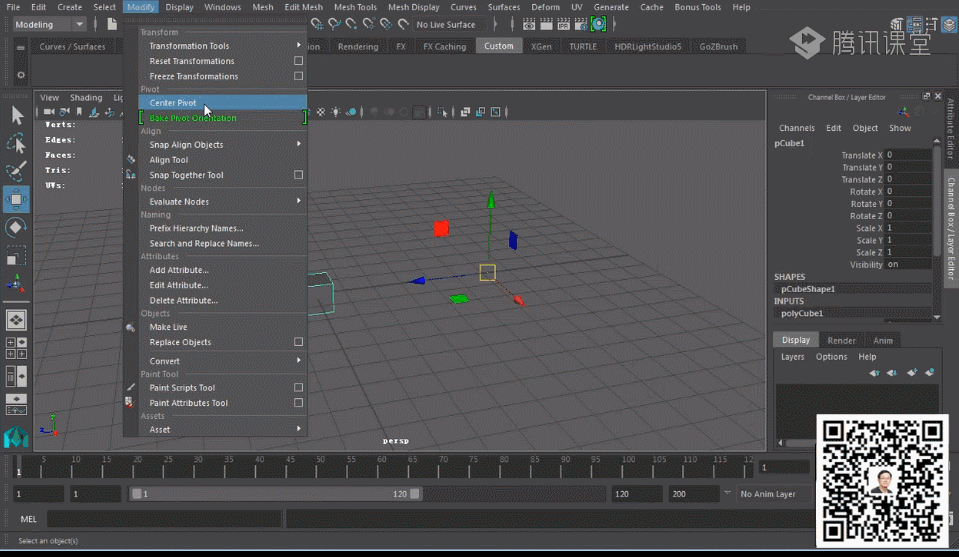 File Edit Create Select Modify Display Windows Mesh Edit Mesh Mesh Tools Mesh Display Curves Surfaces Deform UV Generate Cache Bonus Tools Help
Modeling
No Live Surface
腾讯课堂
Curves / Surfaces
Rendering FX FX Caching Custom XGen TURTLE HDRLightStudio5 GoZBrush
Transform
Transformation Tools
Reset Transformations
Freeze Transformations
Pivot
Center Pivot
Bake Pivot Orientation
Align
Snap Align Objects
Align Tool
Snap Together Tool
Nodes
Evaluate Nodes
Naming
Prefix Hierarchy Names...
Search and Replace Names...
Attributes
Add Attribute...
Edit Attribute...
Delete Attribute...
Objects
Make Live
Replace Objects
Convert
Paint Tool
Paint Scripts Tool
Paint Attributes Tool
Assets
Asset
View Shading
Verts:
Edges:
Faces:
Tris:
UVs:
persp
Channel Box / Layer Editor
Channels Edit Object Show
pCube1
Translate X 0
Translate Y 0
Translate Z 0
Rotate X 0
Rotate Y 0
Rotate Z 0
Scale X 1
Scale Y 1
Scale Z 1
Visibility on
SHAPES
pCubeShape1
INPUTS
polyCube1
Display Render Anim
Layers Options Help
Attribute Editor
Channel Box / Layer Editor
1 5 10 15 20 25 30 35 40 45 50 55 60 65 70 75 80 85 90 95 100 105 110 115 12
1
1 1 1 120 120 200 No Anim Layer
MEL
Select an object(s)